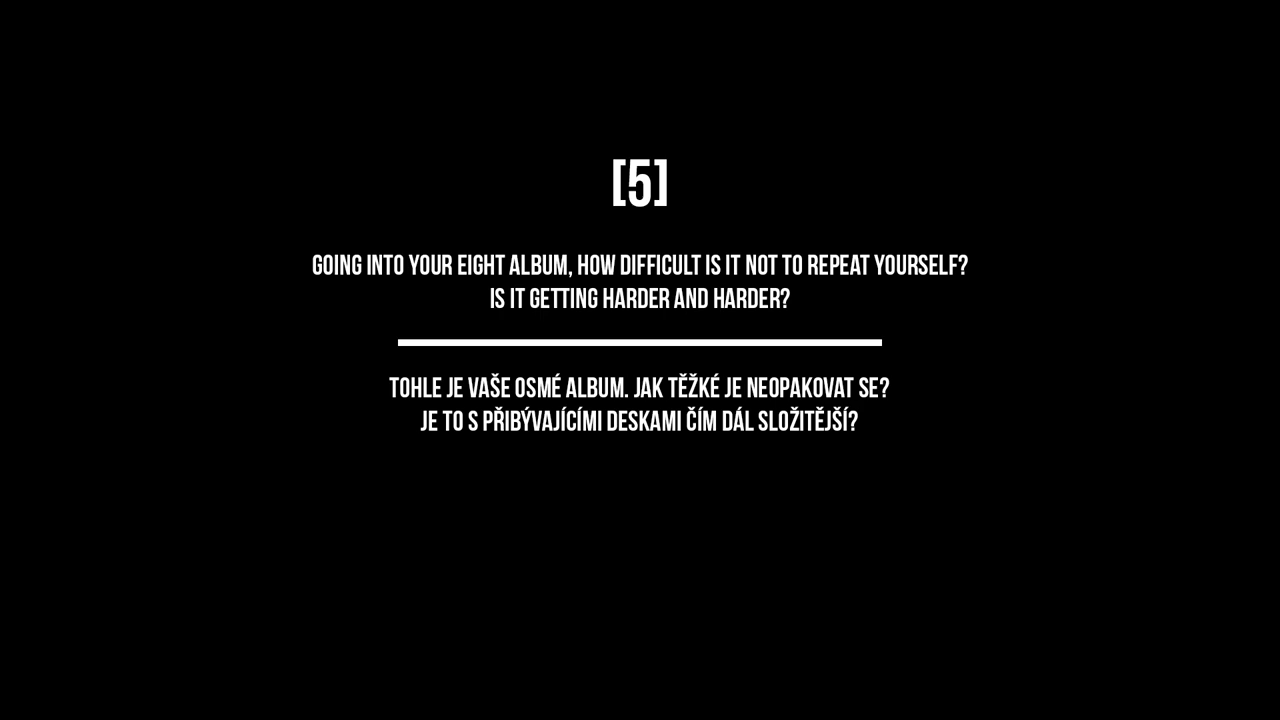 [5]
GOING INTO YOUR EIGHT ALBUM, HOW DIFFICULT IS IT NOT TO REPEAT YOURSELF?
IS IT GETTING HARDER AND HARDER?
TOHLE JE VAŠE OSMÉ ALBUM. JAK TĚŽKÉ JE NEOPAKOVAT SE?
JE TO S PŘIBÝVAJÍCÍMI DESKAMI ČÍM DÁL SLOŽITĚJŠÍ?